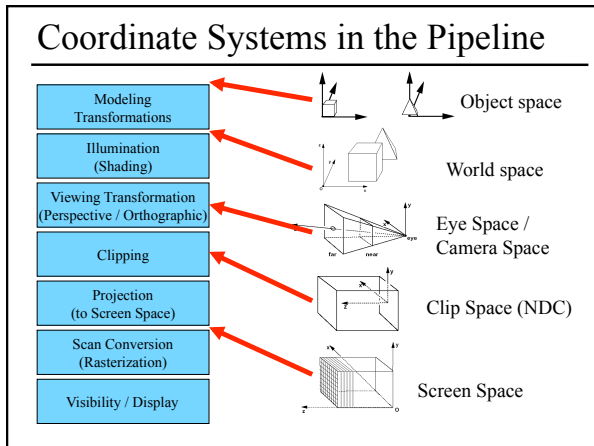 Coordinate Systems in the Pipeline
Modeling
Transformations
Illumination
(Shading)
Viewing Transformation
(Perspective / Orthographic)
Clipping
Projection
(to Screen Space)
Scan Conversion
(Rasterization)
Visibility / Display
Object space
World space
y
x
eye
far near
Eye Space /
Camera Space
y
x
z
Clip Space (NDC)
y
x
z
O
Screen Space